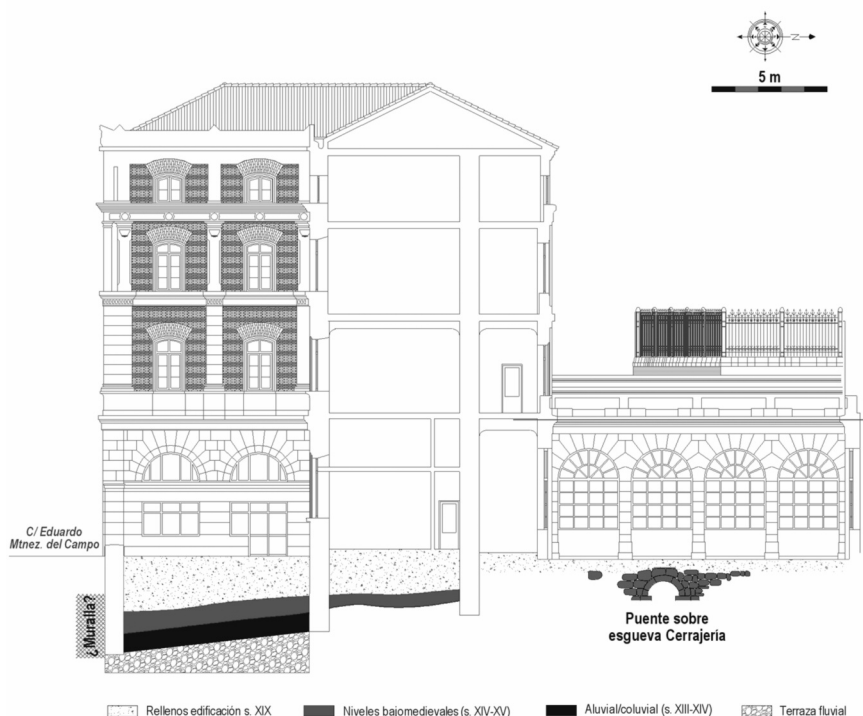 N
5 m
C/ Eduardo
Mtnez. del Campo
¿Muralla?
Puente sobre
esgueva Cerrajería
Rellenos edificación s. XIX
Niveles bajomedievales (s. XIV-XV)
Aluvial/coluvial (s. XIII-XIV)
Terraza fluvial